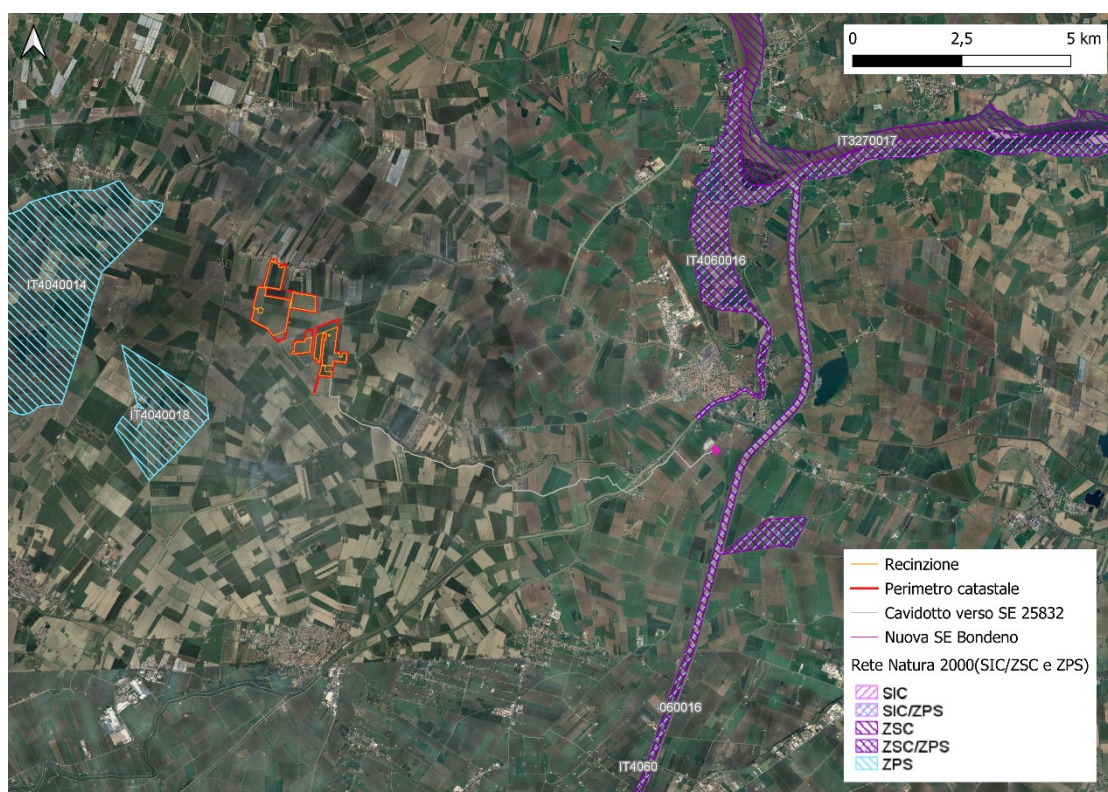 0 2,5 5 km
IT3270017
IT4060016
IT4040014
IT4040018
-060016
IT4060
Recinzione
Perimetro catastale
Cavidotto verso SE 25832
Nuova SE Bondeno
Rete Natura 2000(SIC/ZSC e ZPS)
SIC
SIC/ZPS
ZSC
ZSC/ZPS
ZPS